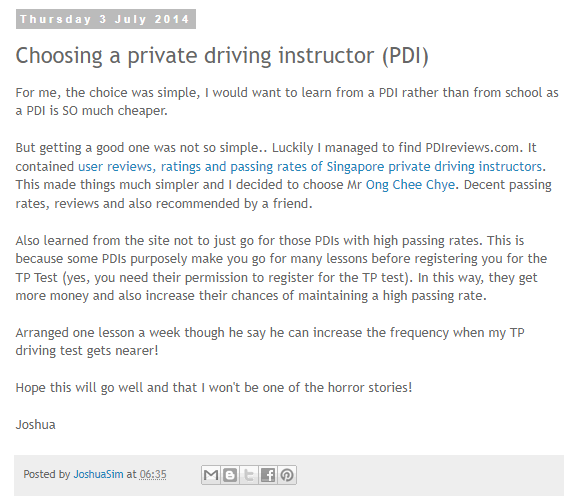 Thursday 3 July 2014
Choosing a private driving instructor (PDI)
For me, the choice was simple, I would want to learn from a PDI rather than from school as
a PDI is SO much cheaper.
But getting a good one was not so simple.. Luckily I managed to find PDIreviews.com. It
contained user reviews, ratings and passing rates of Singapore private driving instructors.
This made things much simpler and I decided to choose Mr Ong Chee Chye. Decent passing
rates, reviews and also recommended by a friend.
Also learned from the site not to just go for those PDIs with high passing rates. This is
because some PDIs purposely make you go for many lessons before registering you for the
TP Test (yes, you need their permission to register for the TP test). In this way, they get
more money and also increase their chances of maintaining a high passing rate.
Arranged one lesson a week though he say he can increase the frequency when my TP
driving test gets nearer!
Hope this will go well and that I won't be one of the horror stories!
Joshua
Posted by JoshuaSim at 06:35